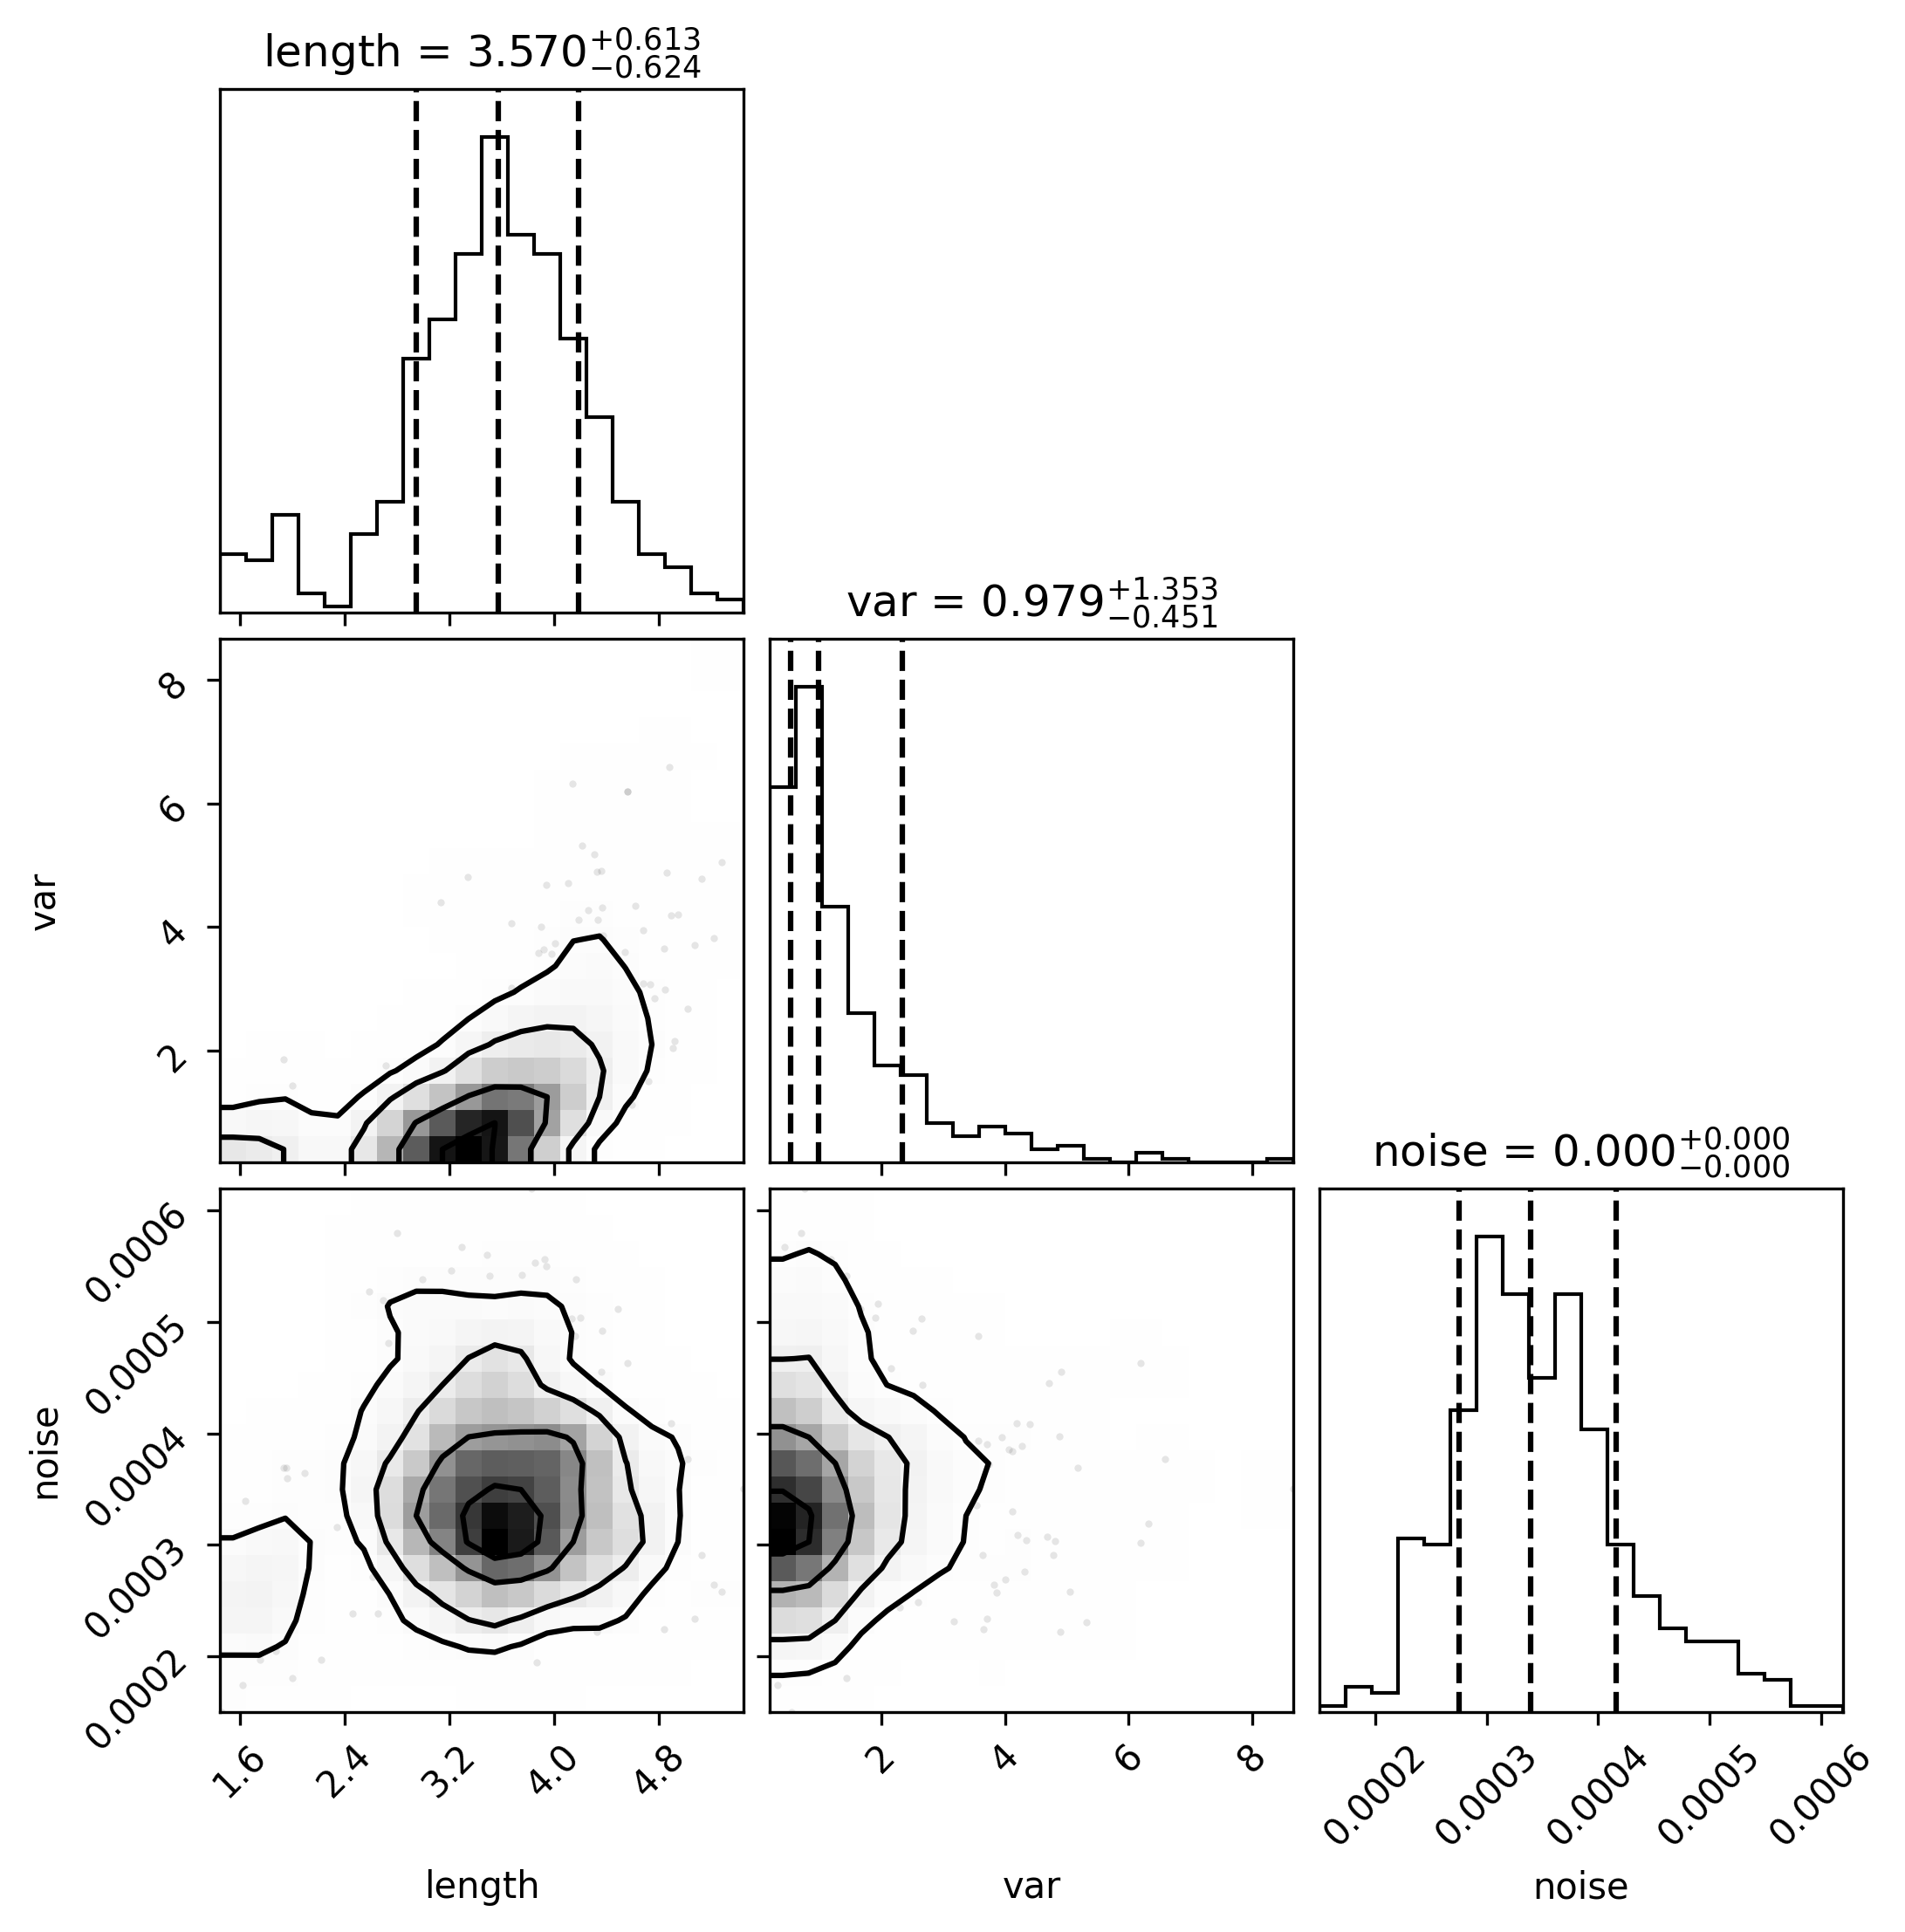 length = 3.570+0.613−0.624
var = 0.979+1.353−0.451
8
6
4
2
var
noise = 0.000+0.000−0.000
0.0006
0.0005
0.0004
0.0003
0.0002
noise
1.6 2.4 3.2 4.0 4.8
2 4 6 8
0.0002 0.0003 0.0004 0.0005 0.0006
length var noise